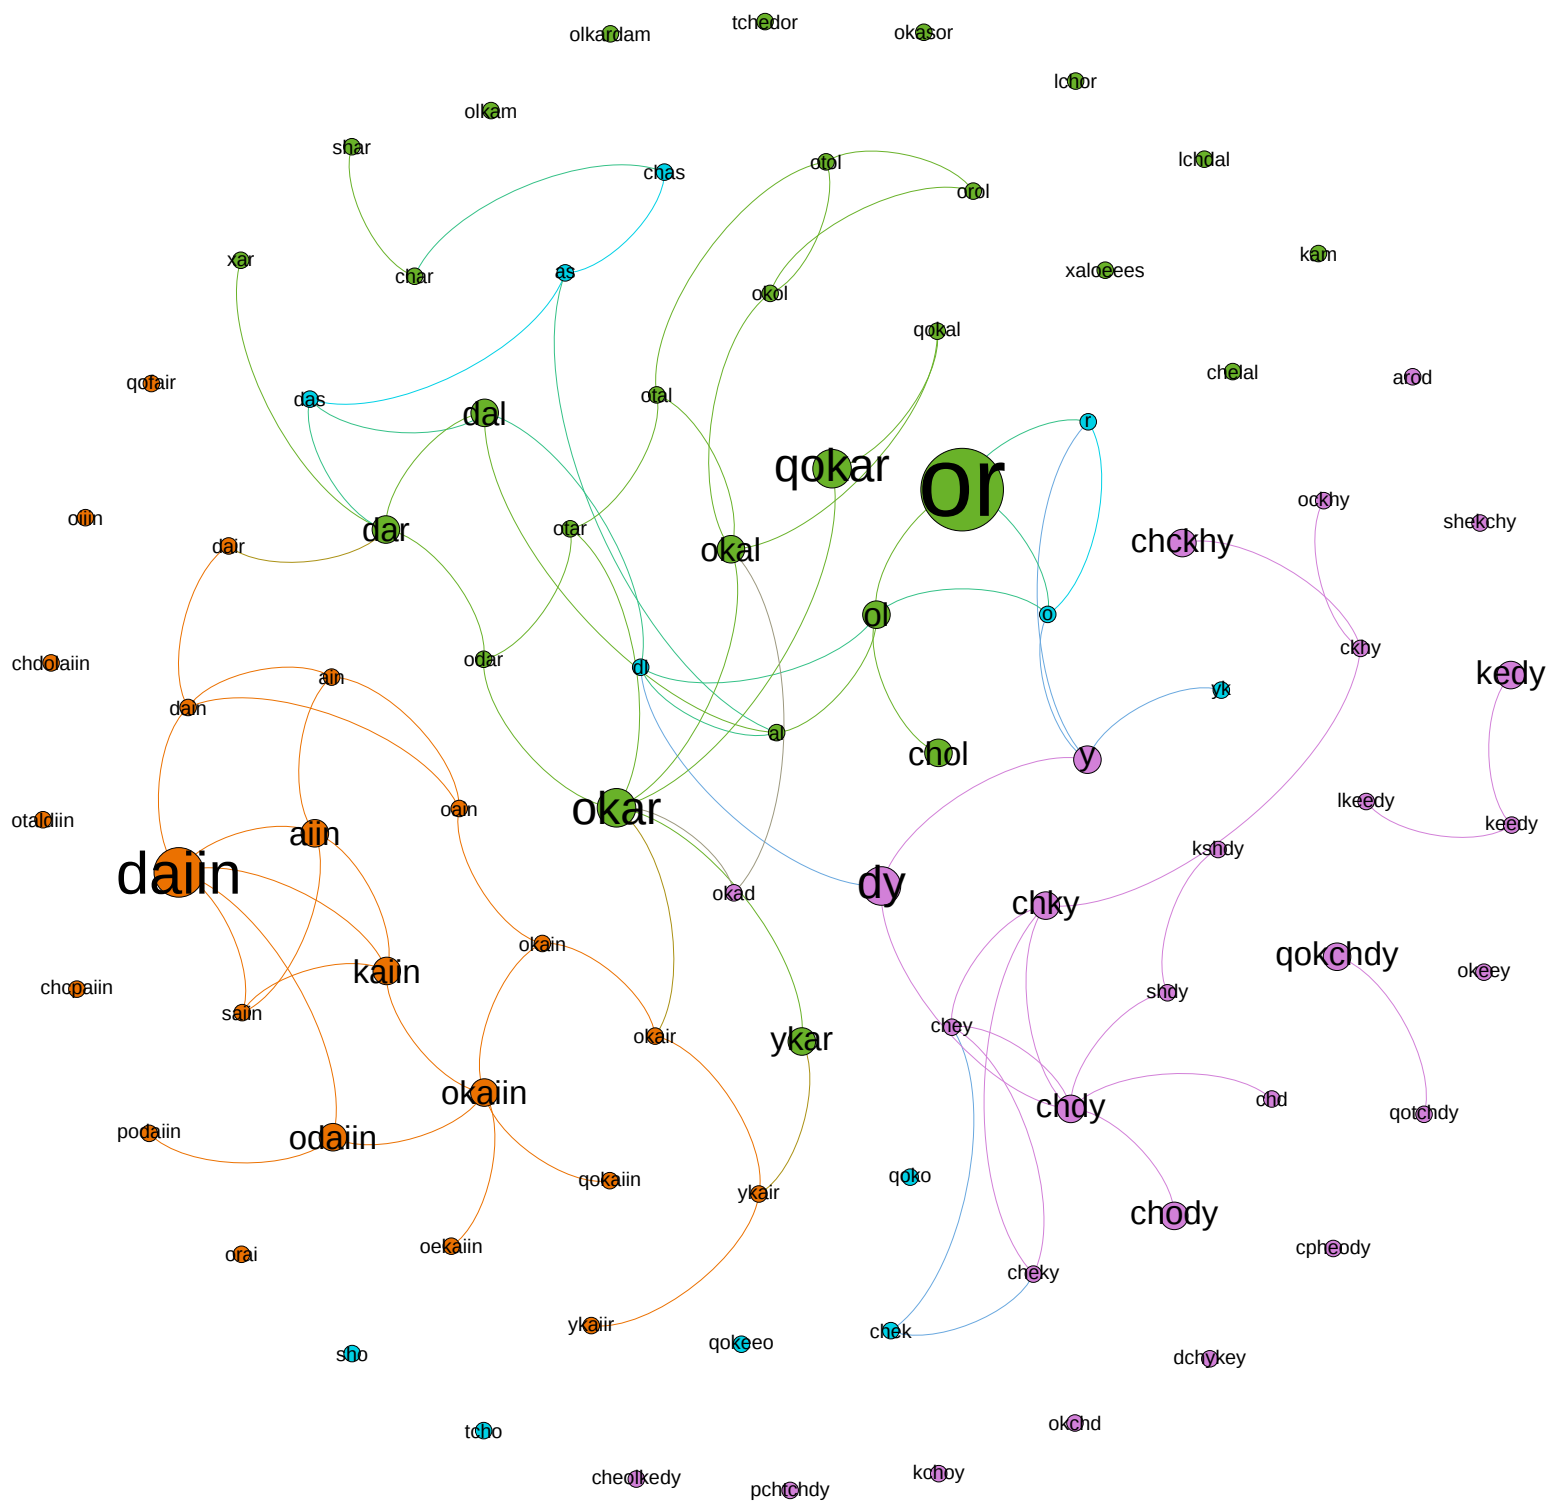 tchedor
okasor
olkardam
lchor
olkam
shar
otol
lchdal
chas
orol
kam
xar
xaloeees
as
char
okol
qokal
chelal
arod
qofair
otal
das
dal
r
qokar
or
ockhy
oiin
shekchy
otar
dar
chckhy
dair
okal
ol
o
ckhy
odar
chdolaiin
dl
kedy
ain
yk
dain
al
chol
y
lkeedy
okar
oain
otaldiin
keedy
aiin
kshdy
daiin
dy
okad
chky
okain
qokchdy
kaiin
okeey
chcpaiin
shdy
saiin
chey
okair
ykar
okaiin
chd
chdy
qotchdy
podaiin
odaiin
qoko
qokaiin
ykair
chody
oekaiin
cpheody
orai
cheky
ykaiir
chek
qokeeo
sho
dchykey
okchd
tcho
kchoy
cheolkedy
pchtchdy